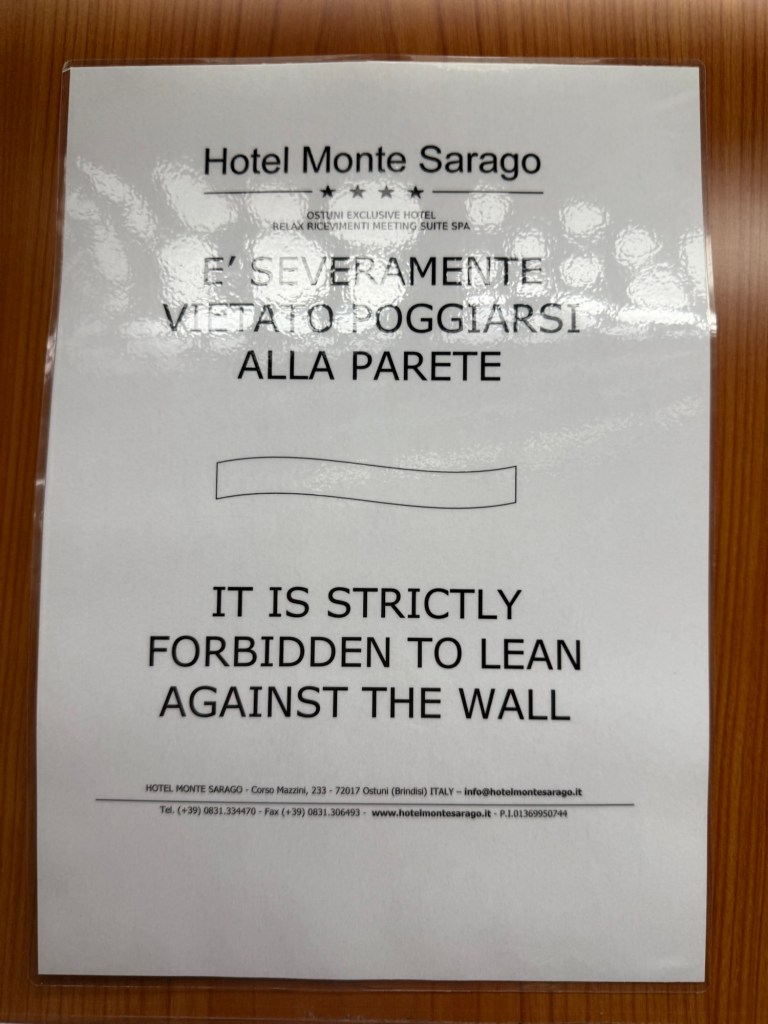 Hotel Monte Sarago
★ ★ ★ ★
OSTUNI EXCLUSIVE HOTEL
RELAX RICEVIMENTI MEETING SUITE SPA
E’ SEVERAMENTE
VIETATO POGGIARSI
ALLA PARETE
IT IS STRICTLY
FORBIDDEN TO LEAN
AGAINST THE WALL
HOTEL MONTE SARAGO - Corso Mazzini, 233 - 72017 Ostuni (Brindisi) ITALY – info@hotelmontesarago.it
Tel. (+39) 0831.334470 - Fax (+39) 0831.306493 - www.hotelmontesarago.it - P.I.01369950744